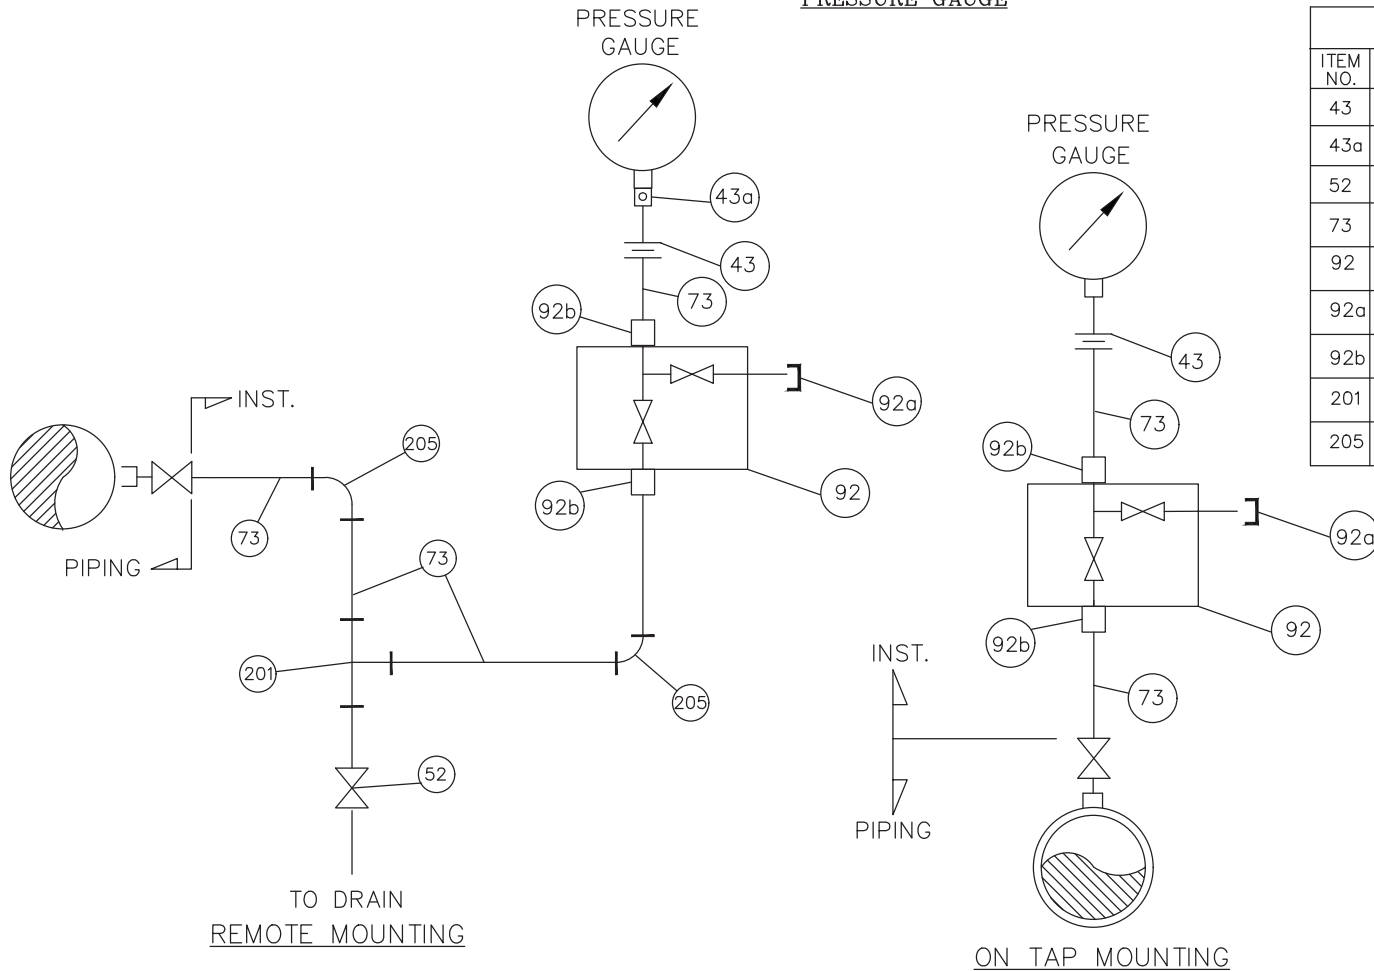 PRESSURE GAUGE
PRESSURE
GAUGE
43a
43
73
92b
92a
92
92b
INST.
205
73
PIPING
73
201
205
52
TO DRAIN
REMOTE MOUNTING
PRESSURE
GAUGE
43
73
92b
92a
92
92b
73
INST.
PIPING
ON TAP MOUNTING
ITEM
NO.
43
43a
52
73
92
92a
92b
201
205